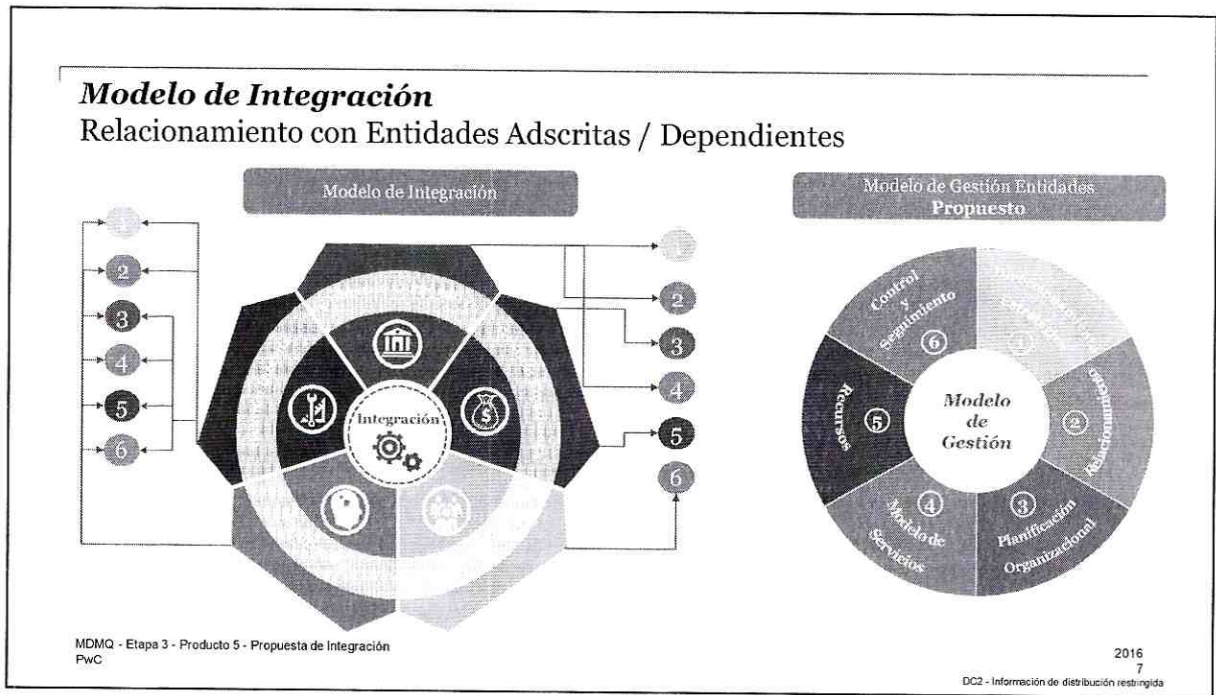 Modelo de Integración
Relacionamiento con Entidades Adscritas / Dependientes
Modelo de Integración
2
3
4
5
6
Integración
$
2
3
4
5
6
Modelo de Gestión Entidades
Propuesto
Control
y
Seguimiento
6
1
Relacionamiento
2
Planificación
Organizacional
3
Modelo de
Servicios
4
Recursos
5
Modelo
de
Gestión
MDMQ - Etapa 3 - Producto 5 - Propuesta de Integración
PwC
2016
7
DC2 - Información de distribución restringida